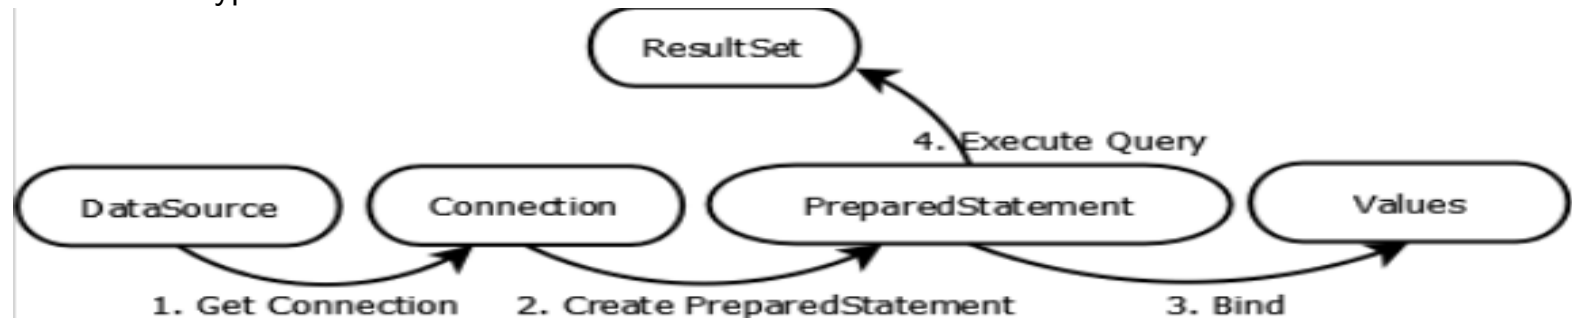 ResultSet
4. Execute Query
DataSource Connection PreparedStatement Values
1. Get Connection 2. Create PreparedStatement 3. Bind